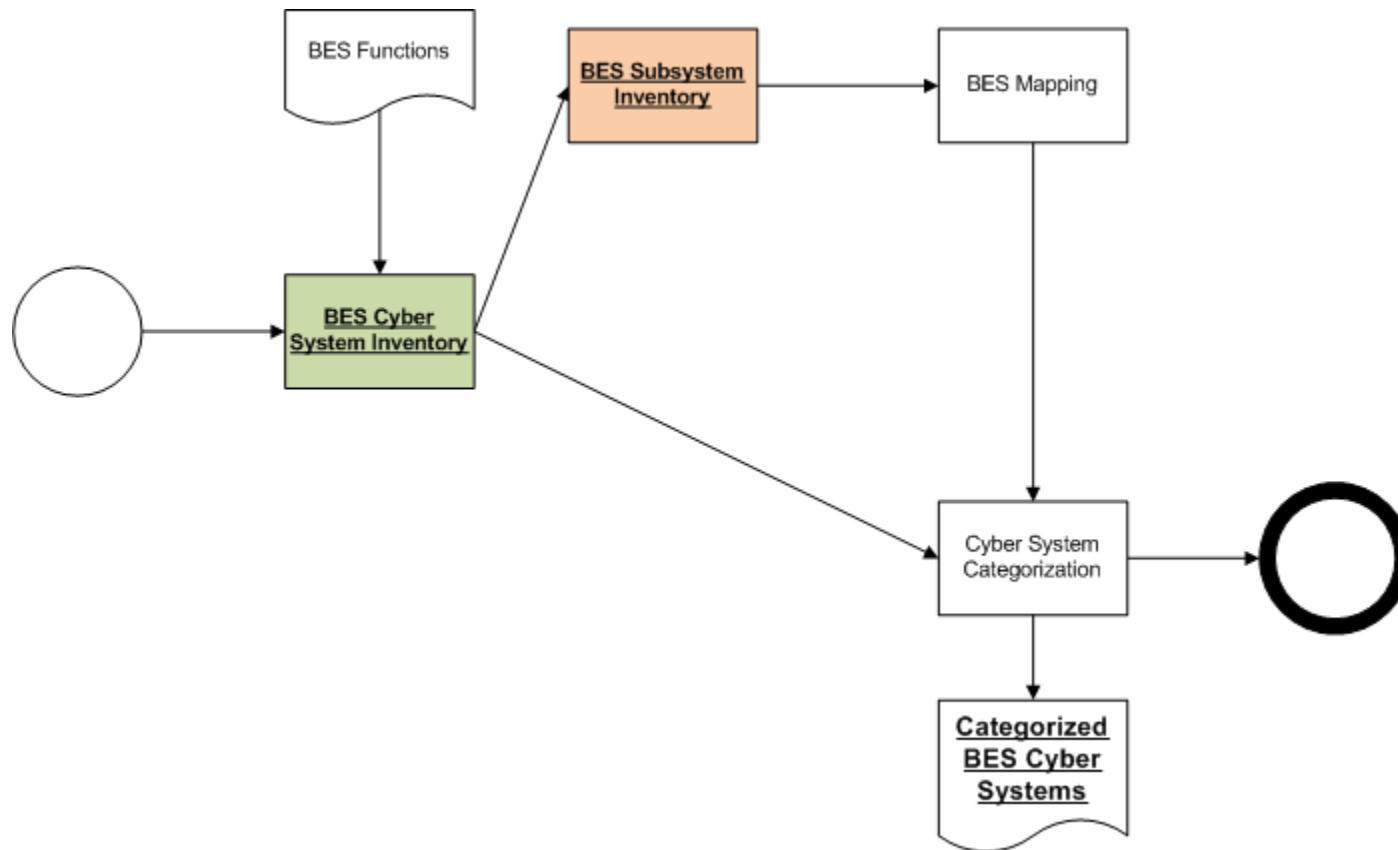 BES Functions
BES Subsystem
Inventory
BES Mapping
BES Cyber
System Inventory
Cyber System
Categorization
Categorized
BES Cyber
Systems